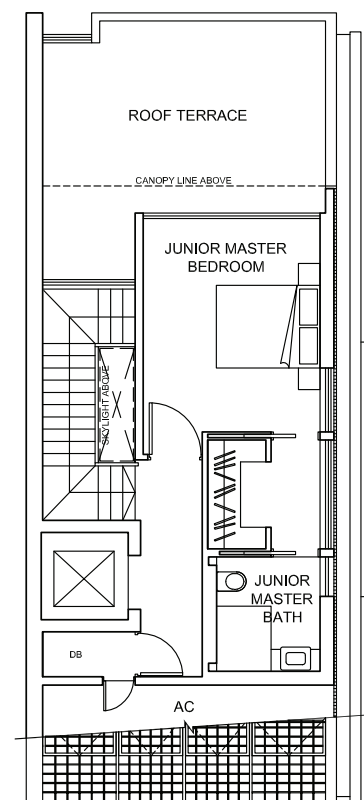 ROOF TERRACE
CANOPY LINE ABOVE
JUNIOR MASTER
BEDROOM
SKYLIGHT ABOVE
JUNIOR
MASTER
BATH
DB
AC